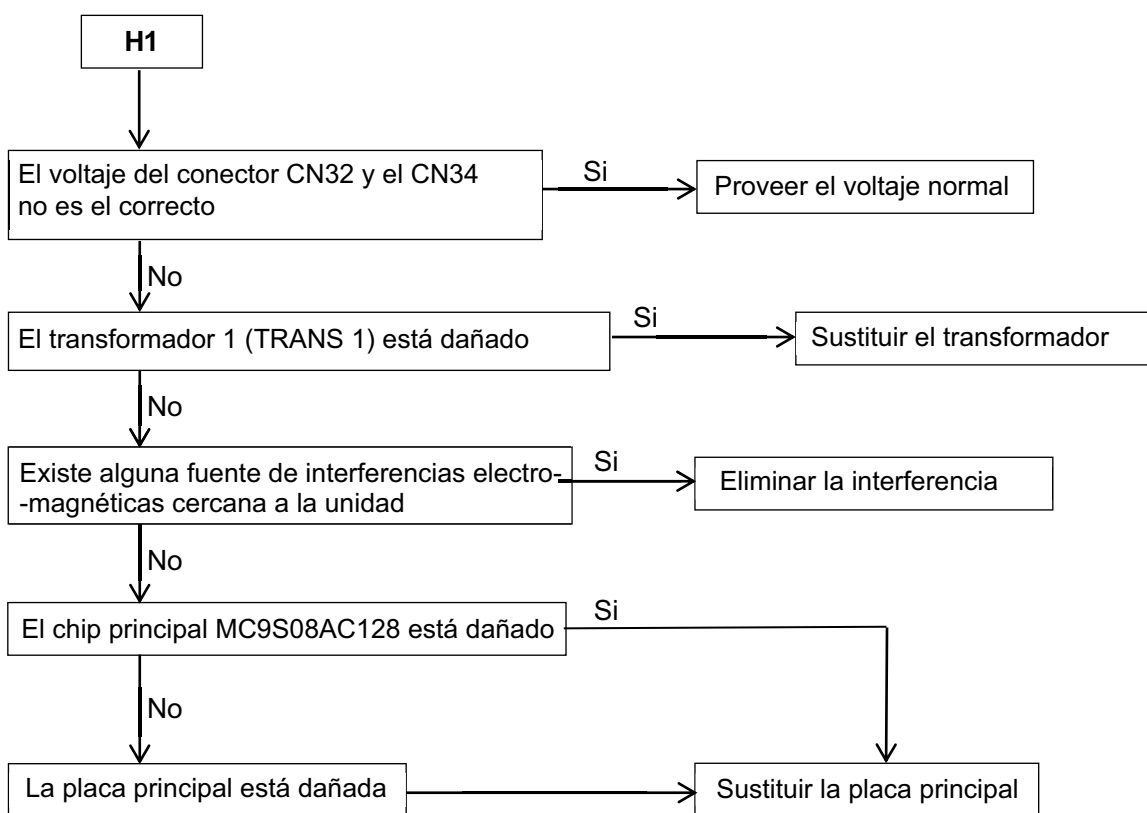 H1
El voltaje del conector CN32 y el CN34
no es el correcto
Si
Proveer el voltaje normal
No
El transformador 1 (TRANS 1) está dañado
Si
Sustituir el transformador
No
Existe alguna fuente de interferencias electro-
-magnéticas cercana a la unidad
Si
Eliminar la interferencia
No
El chip principal MC9S08AC128 está dañado
Si
No
La placa principal está dañada
Sustituir la placa principal